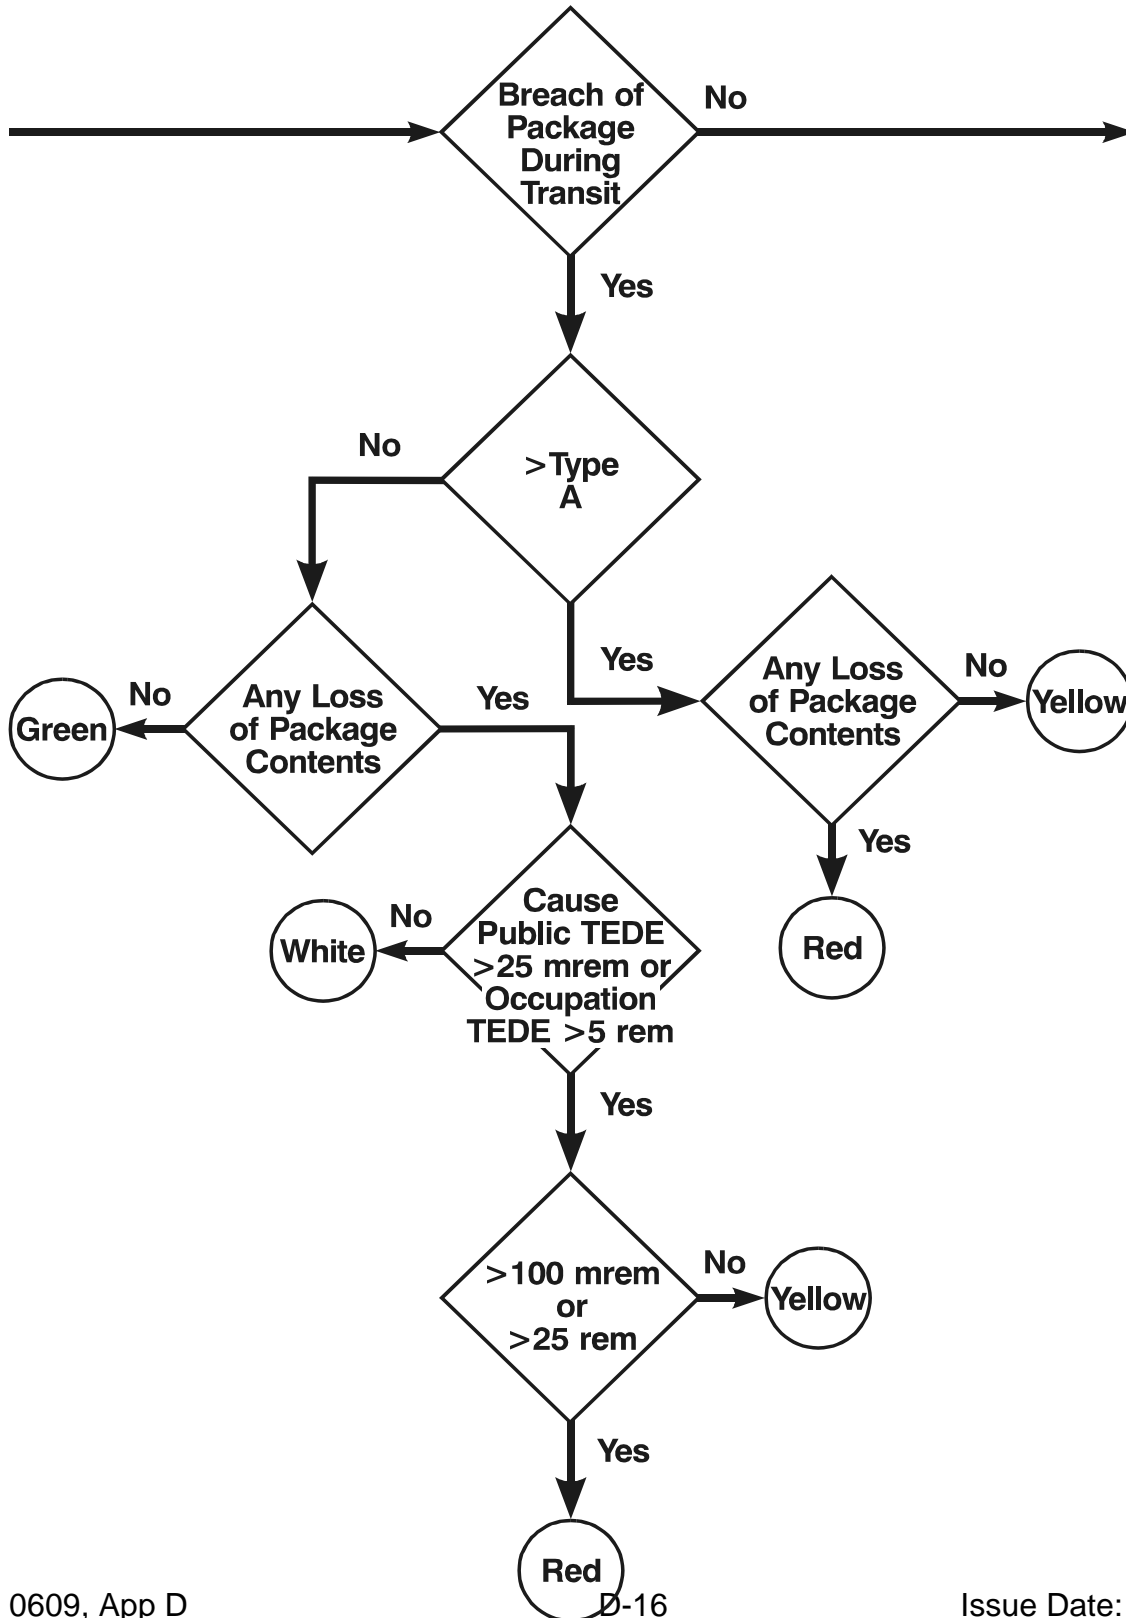 Breach of
Package
During
Transit
No
Yes
>Type
A
No
Yes
Any Loss
of Package
Contents
No
Green
Yes
Any Loss
of Package
Contents
No
Yellow
Yes
Red
Cause
Public TEDE
>25 mrem or
Occupation
TEDE >5 rem
No
White
Yes
>100 mrem
or
>25 rem
No
Yellow
Yes
Red
0609, App D
D-16
Issue Date: